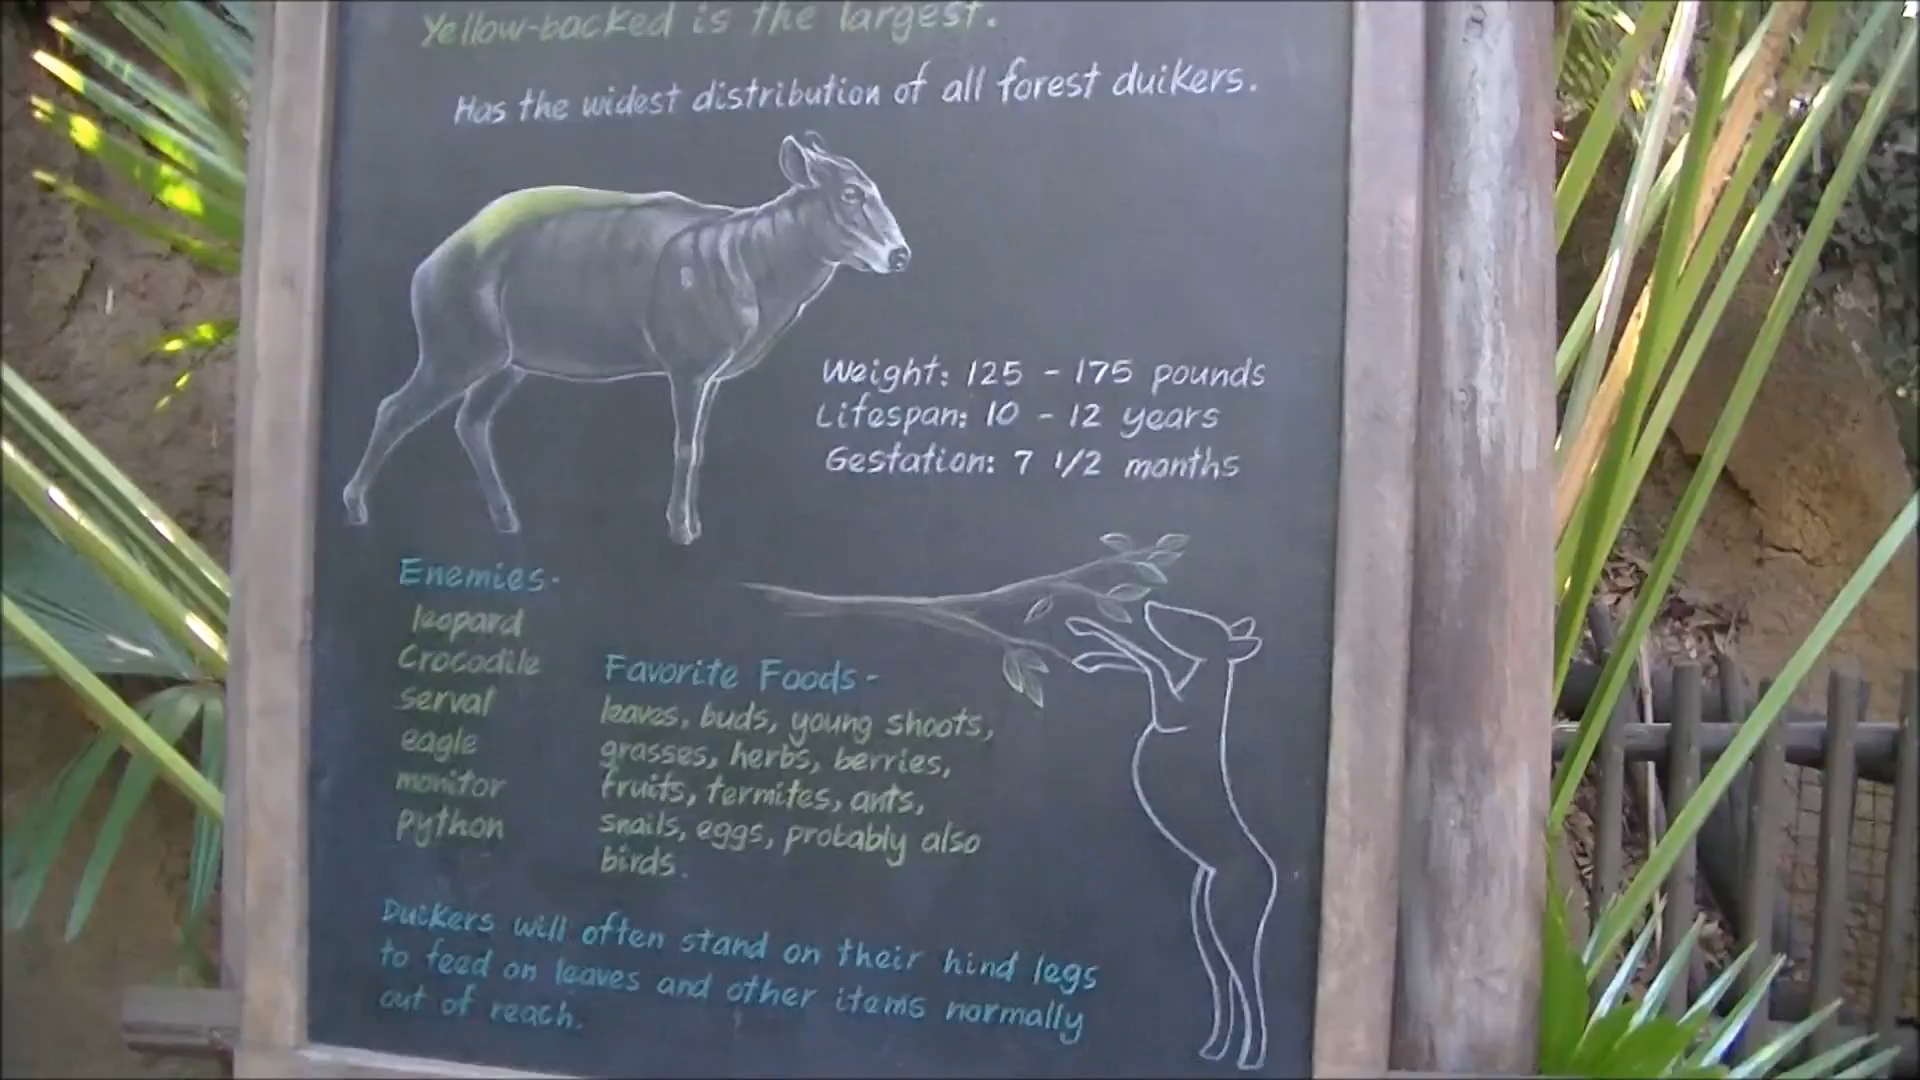 Yellow-backed is the largest.
Has the widest distribution of all forest duikers.
Weight: 125 - 175 pounds
Lifespan: 10 - 12 years
Gestation: 7 1/2 months
Enemies-
leopard
Crocodile
serval
eagle
monitor
python
Favorite Foods -
leaves, buds, young shoots,
grasses, herbs, berries,
fruits, termites, ants,
snails, eggs, probably also
birds.
Duikers will often stand on their hind legs
to feed on leaves and other items normally
out of reach.